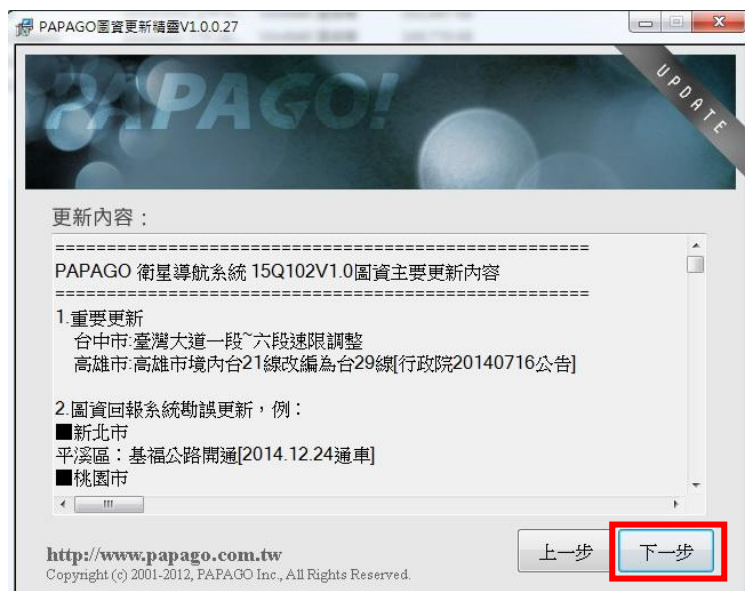 PAPAGO圖資更新精靈V1.0.0.27
PAPAGO!
UPDATE
更新內容：
====================================================
PAPAGO 衛星導航系統 15Q102V1.0圖資主要更新內容
====================================================
1.重要更新
台中市:臺灣大道一段~六段速限調整
高雄市:高雄市境內台21線改編為台29線[行政院20140716公告]
2.圖資回報系統勘誤更新，例：
■新北市
平溪區：基福公路開通[2014.12.24通車]
■桃園市
http://www.papago.com.tw
上一步
下一步
Copyright (c) 2001-2012, PAPAGO Inc., All Rights Reserved.